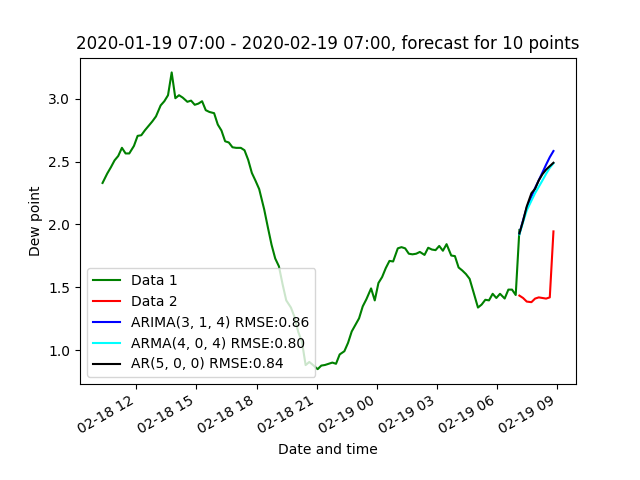 2020-01-19 07:00 - 2020-02-19 07:00, forecast for 10 points
3.0
2.5
2.0
1.5
1.0
Dew point
Data 1
Data 2
ARIMA(3, 1, 4) RMSE:0.86
ARMA(4, 0, 4) RMSE:0.80
AR(5, 0, 0) RMSE:0.84
02-18 12
02-18 15
02-18 18
02-18 21
02-19 00
02-19 03
02-19 06
02-19 09
Date and time